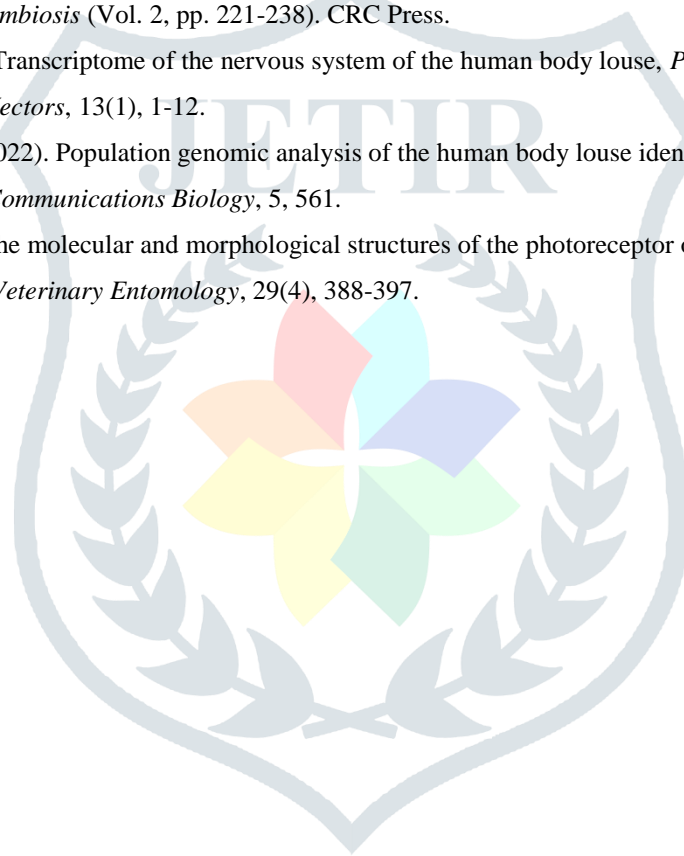 mbiosis (Vol. 2, pp. 221-238). CRC Press.
Transcriptome of the nervous system of the human body louse, P
ectors, 13(1), 1-12.
022). Population genomic analysis of the human body louse iden
Communications Biology, 5, 561.
he molecular and morphological structures of the photoreceptor
Veterinary Entomology, 29(4), 388-397.
JETIR